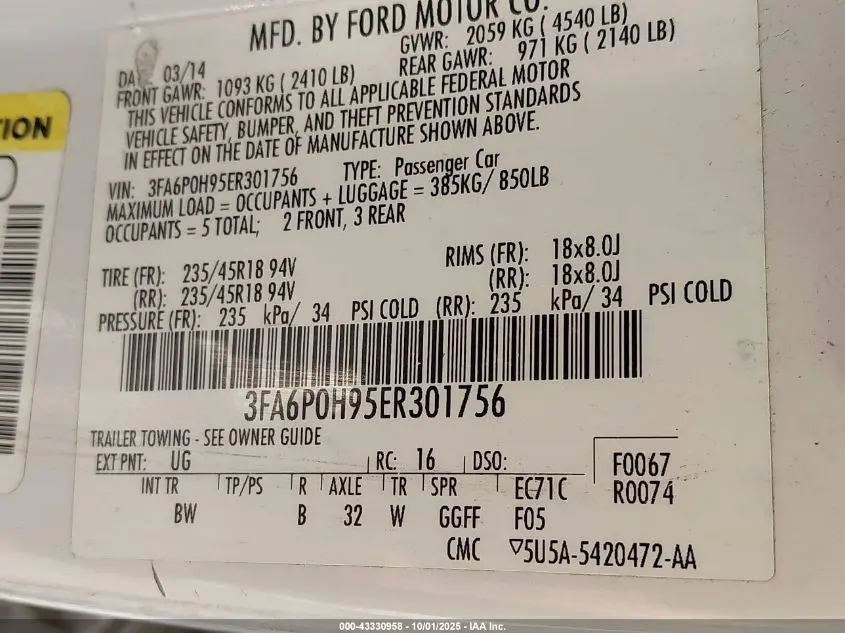 MFD. BY FORD MOTOR CO.
03/14 GVWR: 2059 KG ( 4540 LB)
FRONT GAWR: 1093 KG ( 2410 LB) REAR GAWR: 971 KG ( 2140 LB)
THIS VEHICLE CONFORMS TO ALL APPLICABLE FEDERAL MOTOR
VEHICLE SAFETY, BUMPER, AND THEFT PREVENTION STANDARDS
IN EFFECT ON THE DATE OF MANUFACTURE SHOWN ABOVE.
VIN: 3FA6P0H95ER301756 TYPE: Passenger Car
MAXIMUM LOAD = OCCUPANTS + LUGGAGE = 385KG/ 850LB
OCCUPANTS = 5 TOTAL; 2 FRONT, 3 REAR
TIRE (FR): 235/45R18 94V RIMS (FR): 18x8.0J
(RR): 235/45R18 94V (RR): 18x8.0J
PRESSURE (FR): 235 kPa/ 34 PSI COLD (RR): 235 kPa/ 34 PSI COLD
3FA6P0H95ER301756
TRAILER TOWING - SEE OWNER GUIDE
EXT PNT: UG RC: 16 DSO: F0067
INT TR TP/PS R AXLE TR SPR EC71C R0074
BW B 32 W GGFF F05
CMC 5U5A-5420472-AA
000-43330958 - 10/01/2025 - IAA Inc.